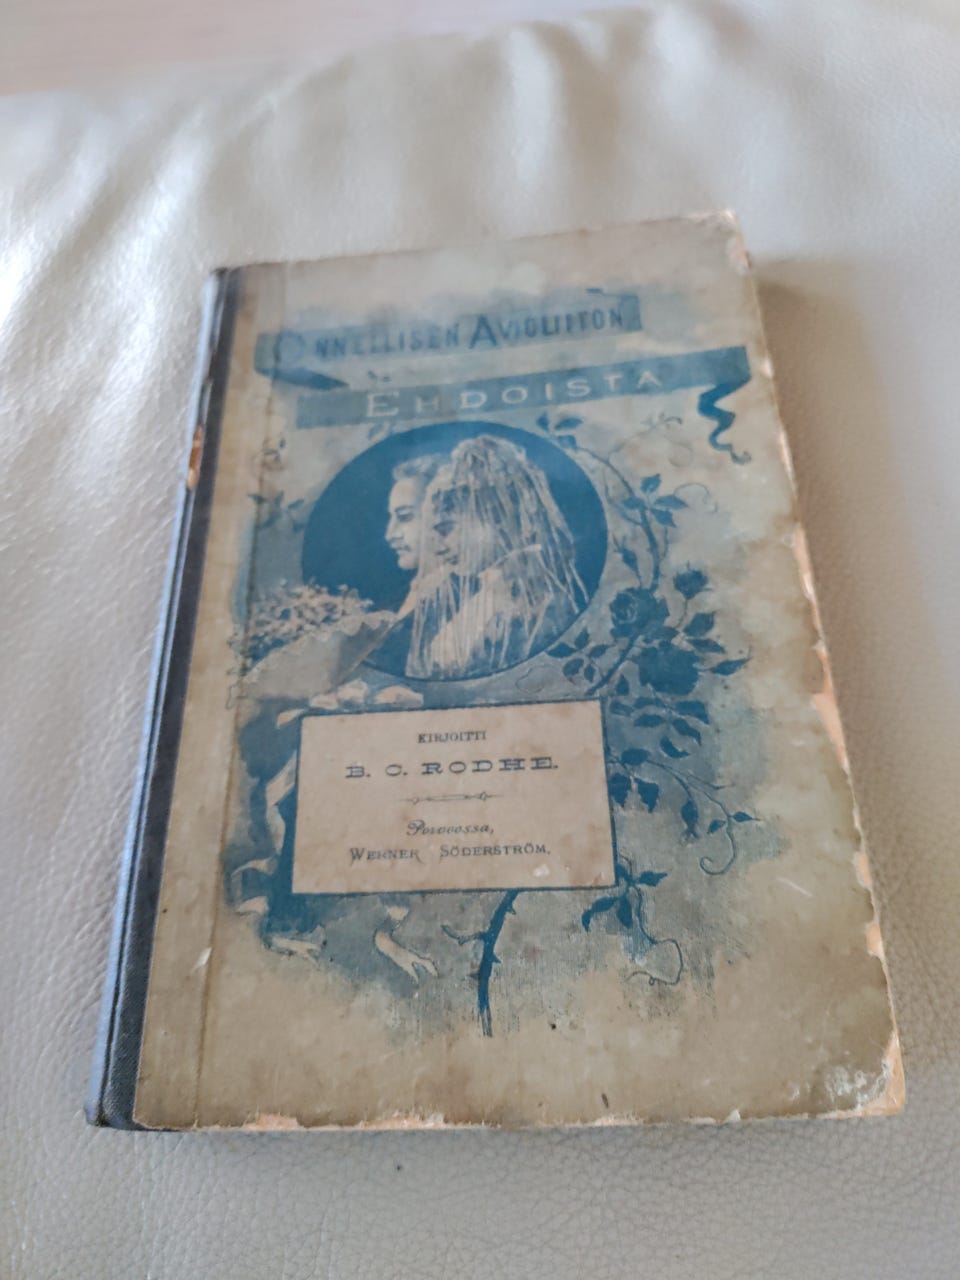 ONNELLISEN AVIOLIITON
EHDOISTA
KIRJOITTI
B. C. RODHE.
Porvoossa,
WERNER SÖDERSTRÖM.